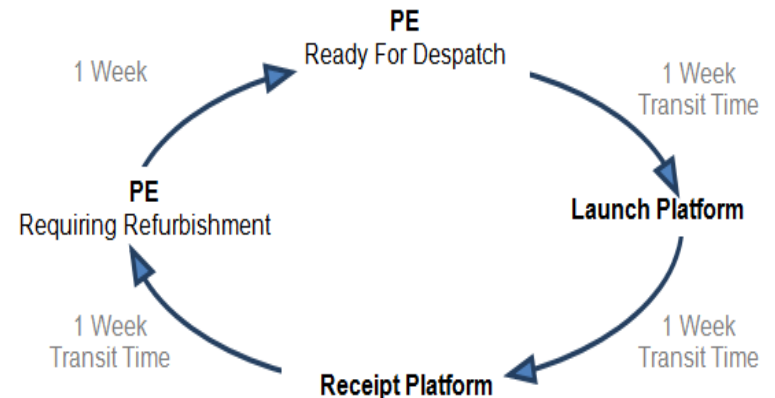 PE
Ready For Despatch
1 Week
Transit Time
Launch Platform
1 Week
Transit Time
Receipt Platform
1 Week
Transit Time
PE
Requiring Refurbishment
1 Week